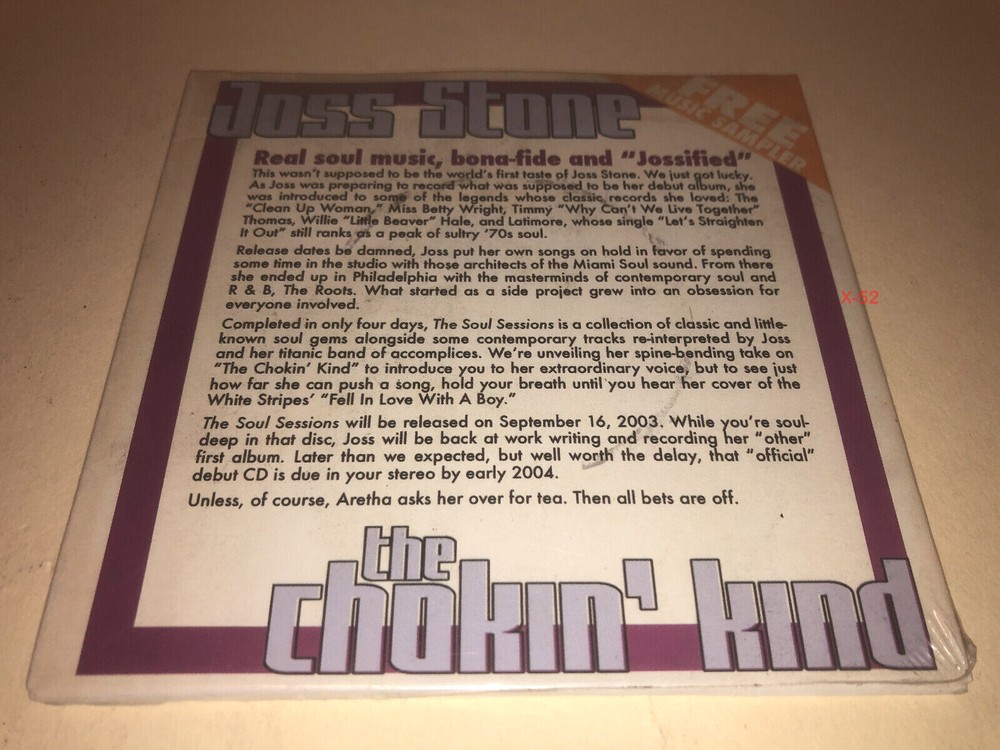 Joss Stone
FREE
MUSIC SAMPLER
Real soul music, bona-fide and "Jossified"
This wasn't supposed to be the world's first taste of Joss Stone. We just got lucky.
As Joss was preparing to record what was supposed to be her debut album, she
was introduced to some of the legends whose classic records she loved: The
"Clean Up Woman," Miss Betty Wright, Timmy "Why Can't We Live Together"
Thomas, Willie "Little Beaver" Hale, and Latimore, whose single "Let's Straighten
It Out" still ranks as a peak of sultry '70s soul.
Release dates be damned, Joss put her own songs on hold in favor of spending
some time in the studio with those architects of the Miami Soul sound. From there
she ended up in Philadelphia with the masterminds of contemporary soul and
R & B, The Roots. What started as a side project grew into an obsession for
everyone involved.
X-52
Completed in only four days, The Soul Sessions is a collection of classic and little-
known soul gems alongside some contemporary tracks re-interpreted by Joss
and her titanic band of accomplices. We're unveiling her spine-bending take on
"The Chokin' Kind" to introduce you to her extraordinary voice, but to see just
how far she can push a song, hold your breath until you hear her cover of the
White Stripes' "Fell In Love With A Boy."
The Soul Sessions will be released on September 16, 2003. While you're soul-
deep in that disc, Joss will be back at work writing and recording her "other"
first album. Later than we expected, but well worth the delay, that "official"
debut CD is due in your stereo by early 2004.
Unless, of course, Aretha asks her over for tea. Then all bets are off.
the
chokin' kind